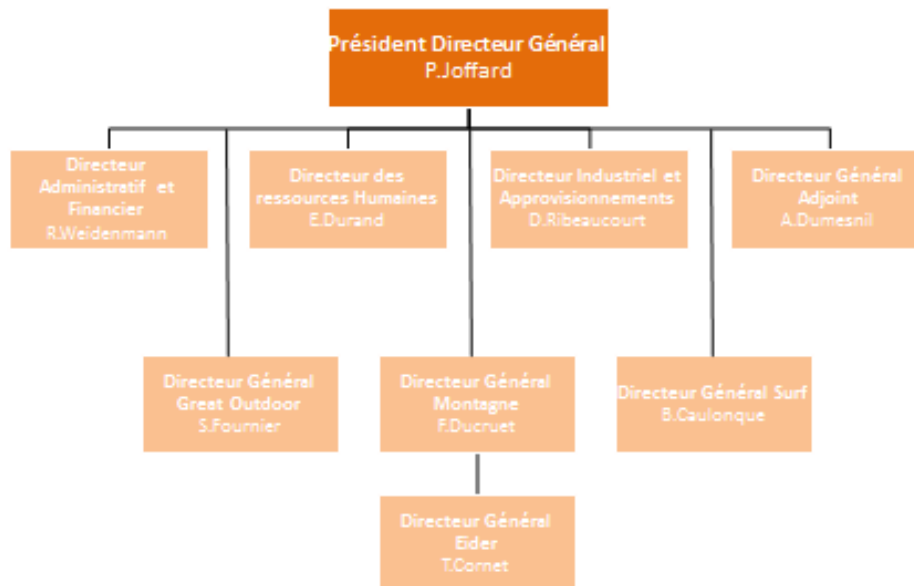 Président Directeur Général
P.Joffard
Directeur
Administratif et
Financier
R.Weidenmann
Directeur des
ressources Humaines
E.Durand
Directeur Industriel et
Approvisionnements
D.Ribeaucourt
Directeur Général
Adjoint
A.Dumesnil
Directeur Général
Great Outdoor
S.Fournier
Directeur Général
Montagne
F.Ducruet
Directeur Général Surf
B.Caulonque
Directeur Général
Eider
T.Cornet